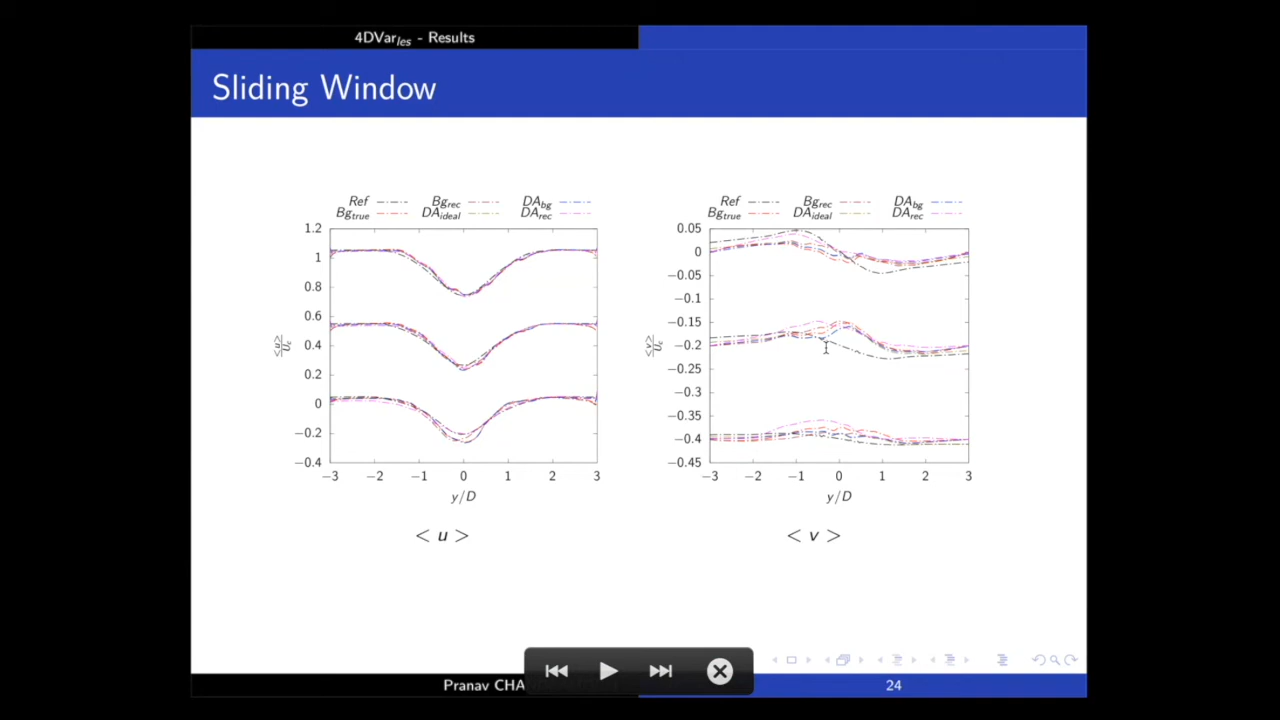 4DVar_les - Results
Sliding Window
Ref Bg_rec DA_bg
Bg_true DA_ideal DA_rec
1.2
1
0.8
0.6
0.4
0.2
0
−0.2
−0.4
<u>/U_c
−3 −2 −1 0 1 2 3
y/D
< u >
Ref Bg_rec DA_bg
Bg_true DA_ideal DA_rec
0.05
0
−0.05
−0.1
−0.15
−0.2
−0.25
−0.3
−0.35
−0.4
−0.45
<v>/U_c
−3 −2 −1 0 1 2 3
y/D
< v >
Pranav CHA
24